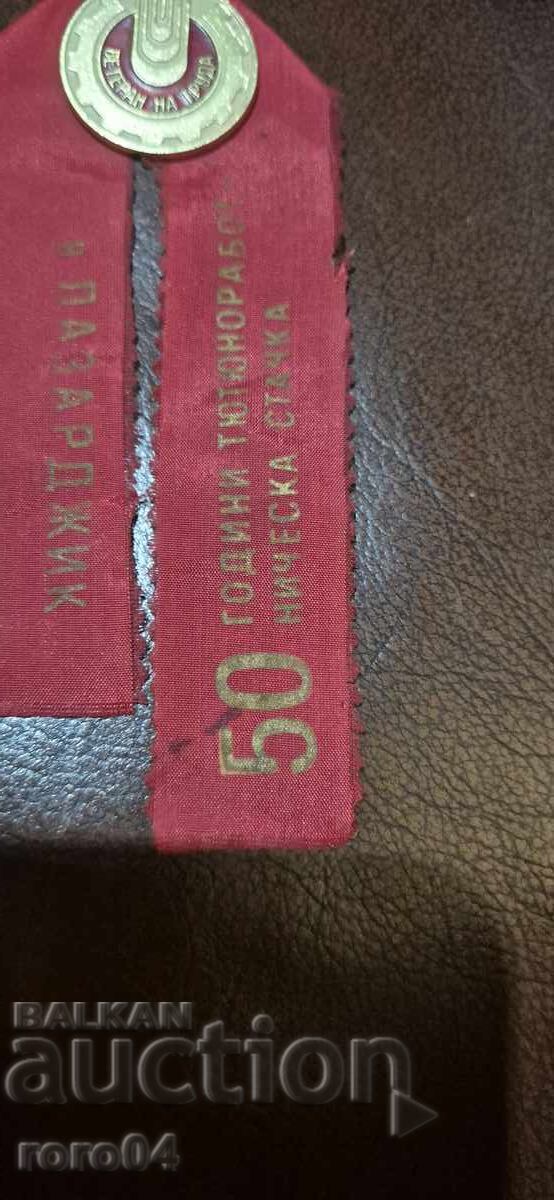 ВЕТЕРАН НА ТРУДА
ПАЗАРДЖИК
50 ГОДИНИ ТЮТЮНОРАБОТ-
НИЧЕСКА СТАЧКА
BALKAN
auction
roro04